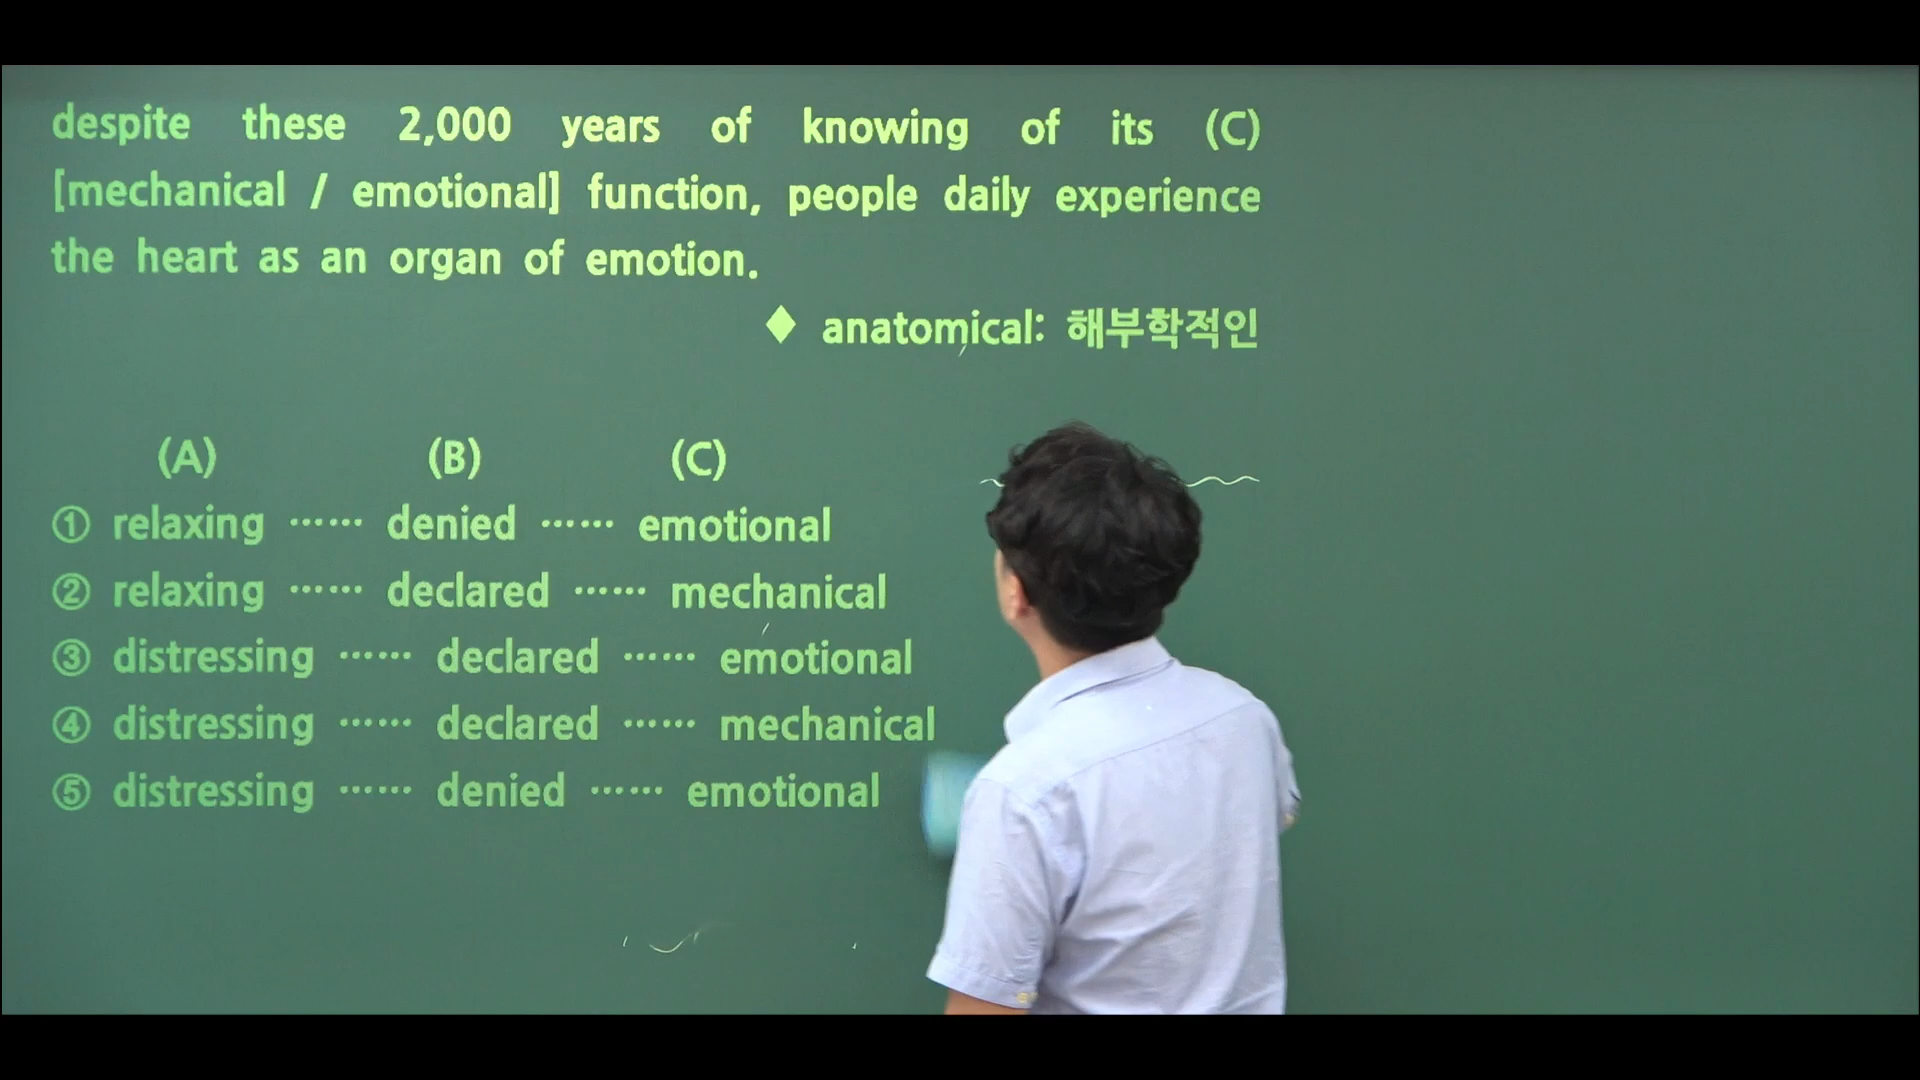 despite these 2,000 years of knowing of its (C)
[mechanical / emotional] function, people daily experience
the heart as an organ of emotion.
◆ anatomical: 해부학적인
(A) (B) (C)
① relaxing ⋯⋯ denied ⋯⋯ emotional
② relaxing ⋯⋯ declared ⋯⋯ mechanical
③ distressing ⋯⋯ declared ⋯⋯ emotional
④ distressing ⋯⋯ declared ⋯⋯ mechanical
⑤ distressing ⋯⋯ denied ⋯⋯ emotional